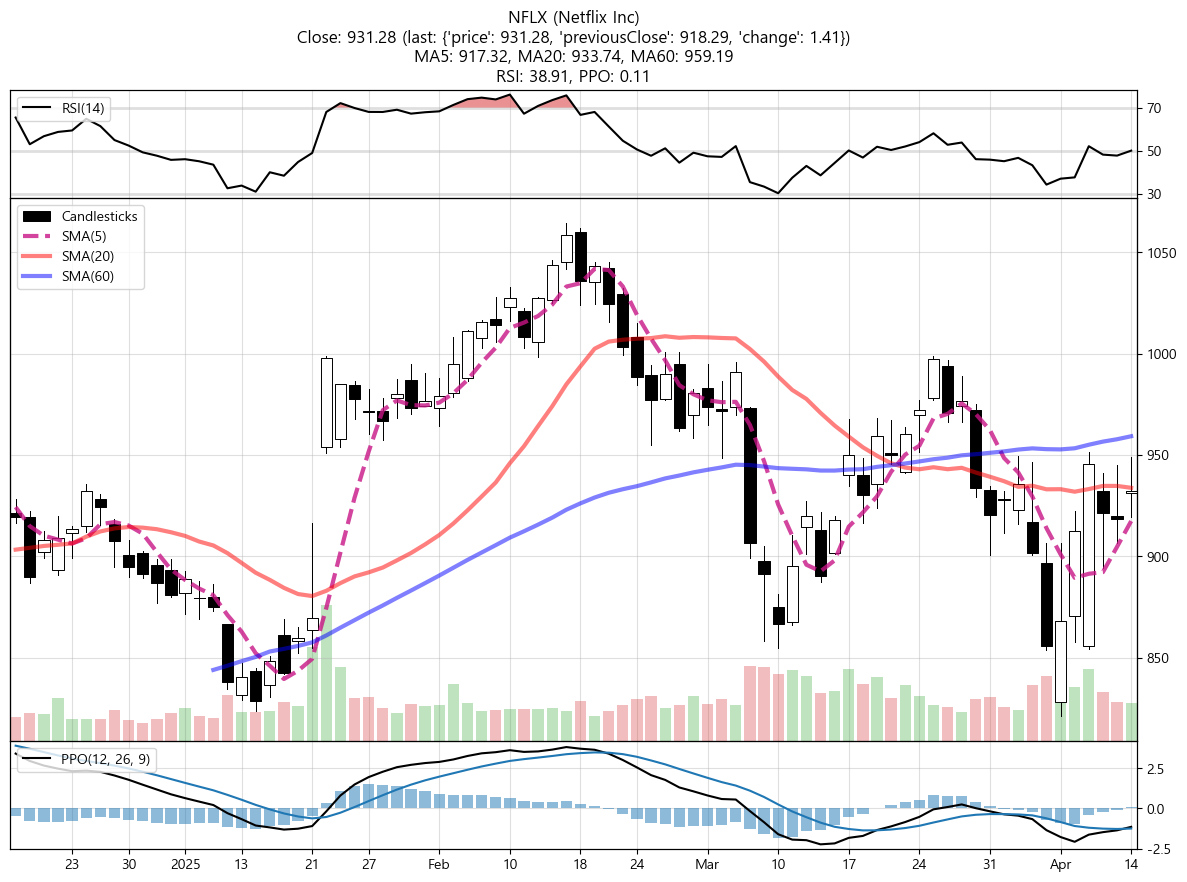 NFLX (Netflix Inc)
Close: 931.28 (last: {'price': 931.28, 'previousClose': 918.29, 'change': 1.41})
MA5: 917.32, MA20: 933.74, MA60: 959.19
RSI: 38.91, PPO: 0.11
RSI(14)
70
50
30
Candlesticks
SMA(5)
SMA(20)
SMA(60)
1050
1000
950
900
850
PPO(12, 26, 9)
2.5
0.0
-2.5
23 30 2025 13 21 27 Feb 10 18 24 Mar 10 17 24 31 Apr 14